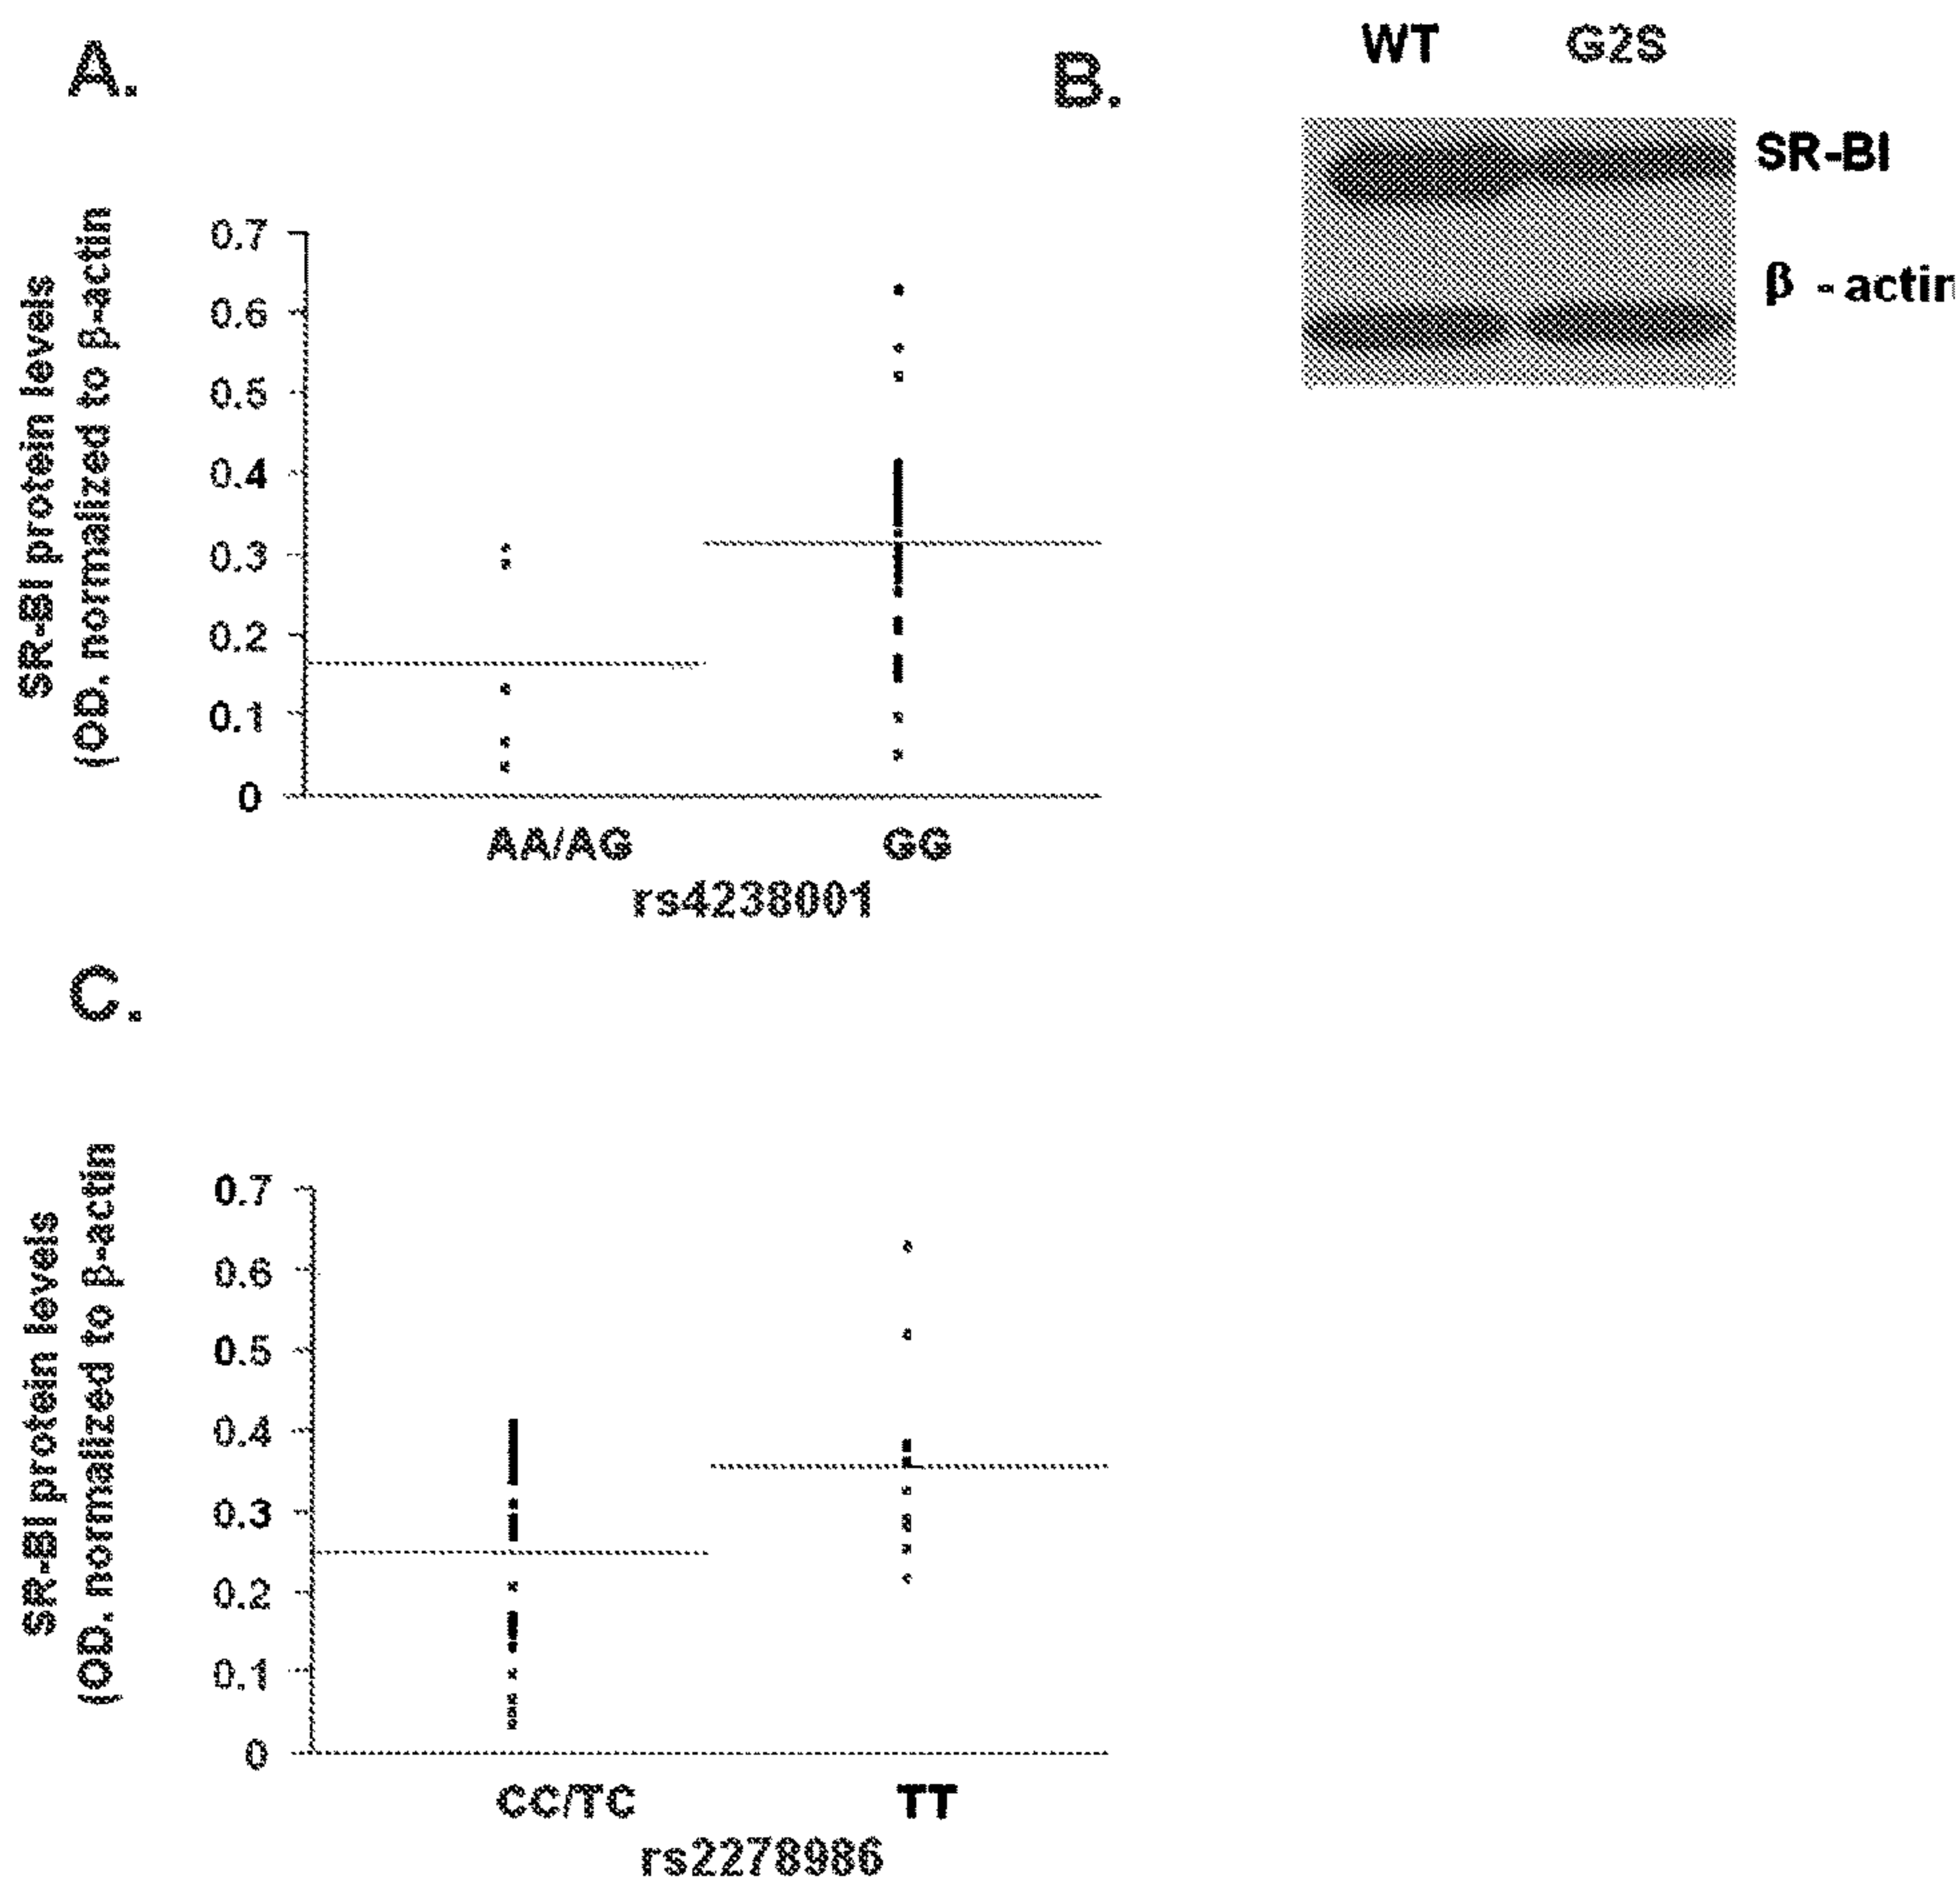 A.
SR-BI protein levels
(OD. normalized to β-actin
0.7
0.6
0.5
0.4
0.3
0.2
0.1
0
AA/AG GG
rs4238001
B.
WT G2S
SR-BI
β - actin
C.
SR-BI protein levels
(OD. normalized to β-actin
0.7
0.6
0.5
0.4
0.3
0.2
0.1
0
CC/TC TT
rs2278986